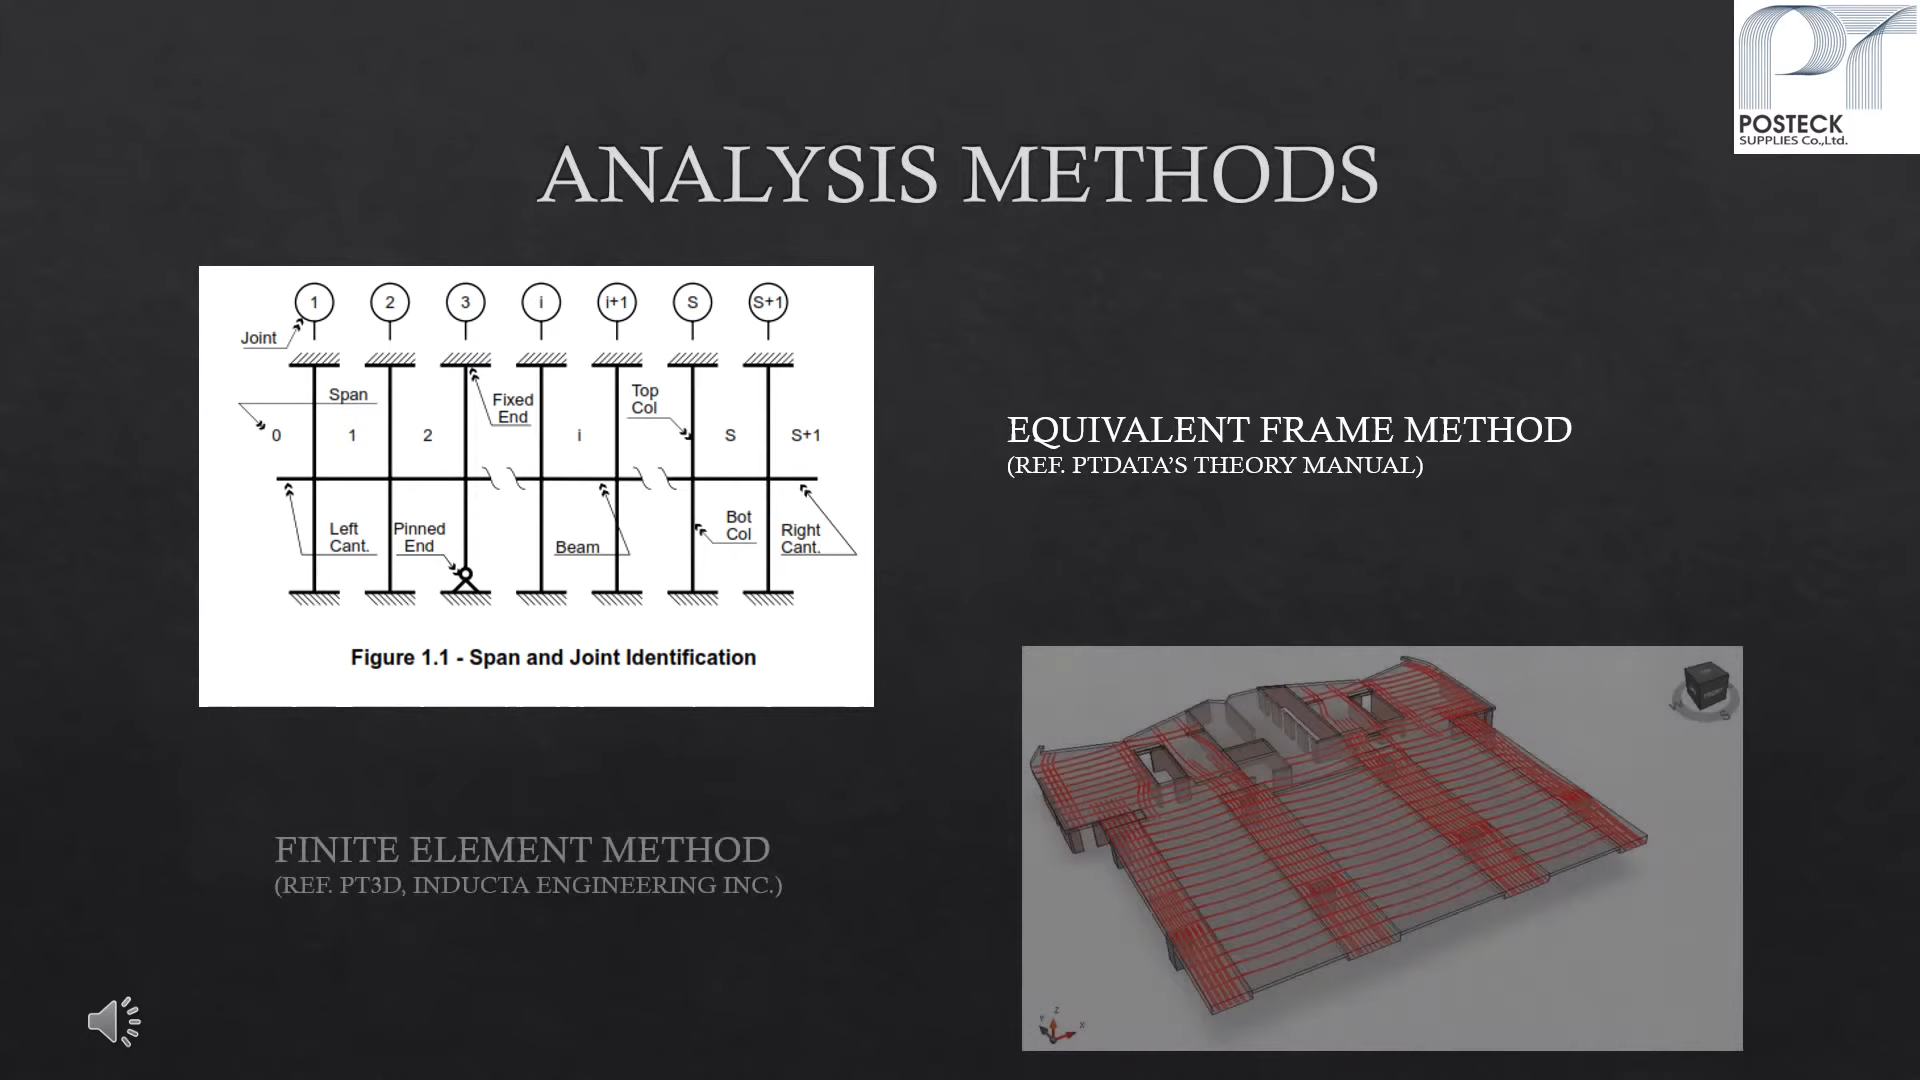 POSTECK
SUPPLIES Co.,Ltd.
ANALYSIS METHODS
1 2 3 i i+1 S S+1
Joint
Span
Fixed
End
Top
Col
0 1 2 i S S+1
Left
Cant.
Pinned
End
Beam
Bot
Col
Right
Cant.
Figure 1.1 - Span and Joint Identification
EQUIVALENT FRAME METHOD
(REF. PTDATA’S THEORY MANUAL)
FINITE ELEMENT METHOD
(REF. PT3D, INDUCTA ENGINEERING INC.)
FRONT
S
Z
Y
X